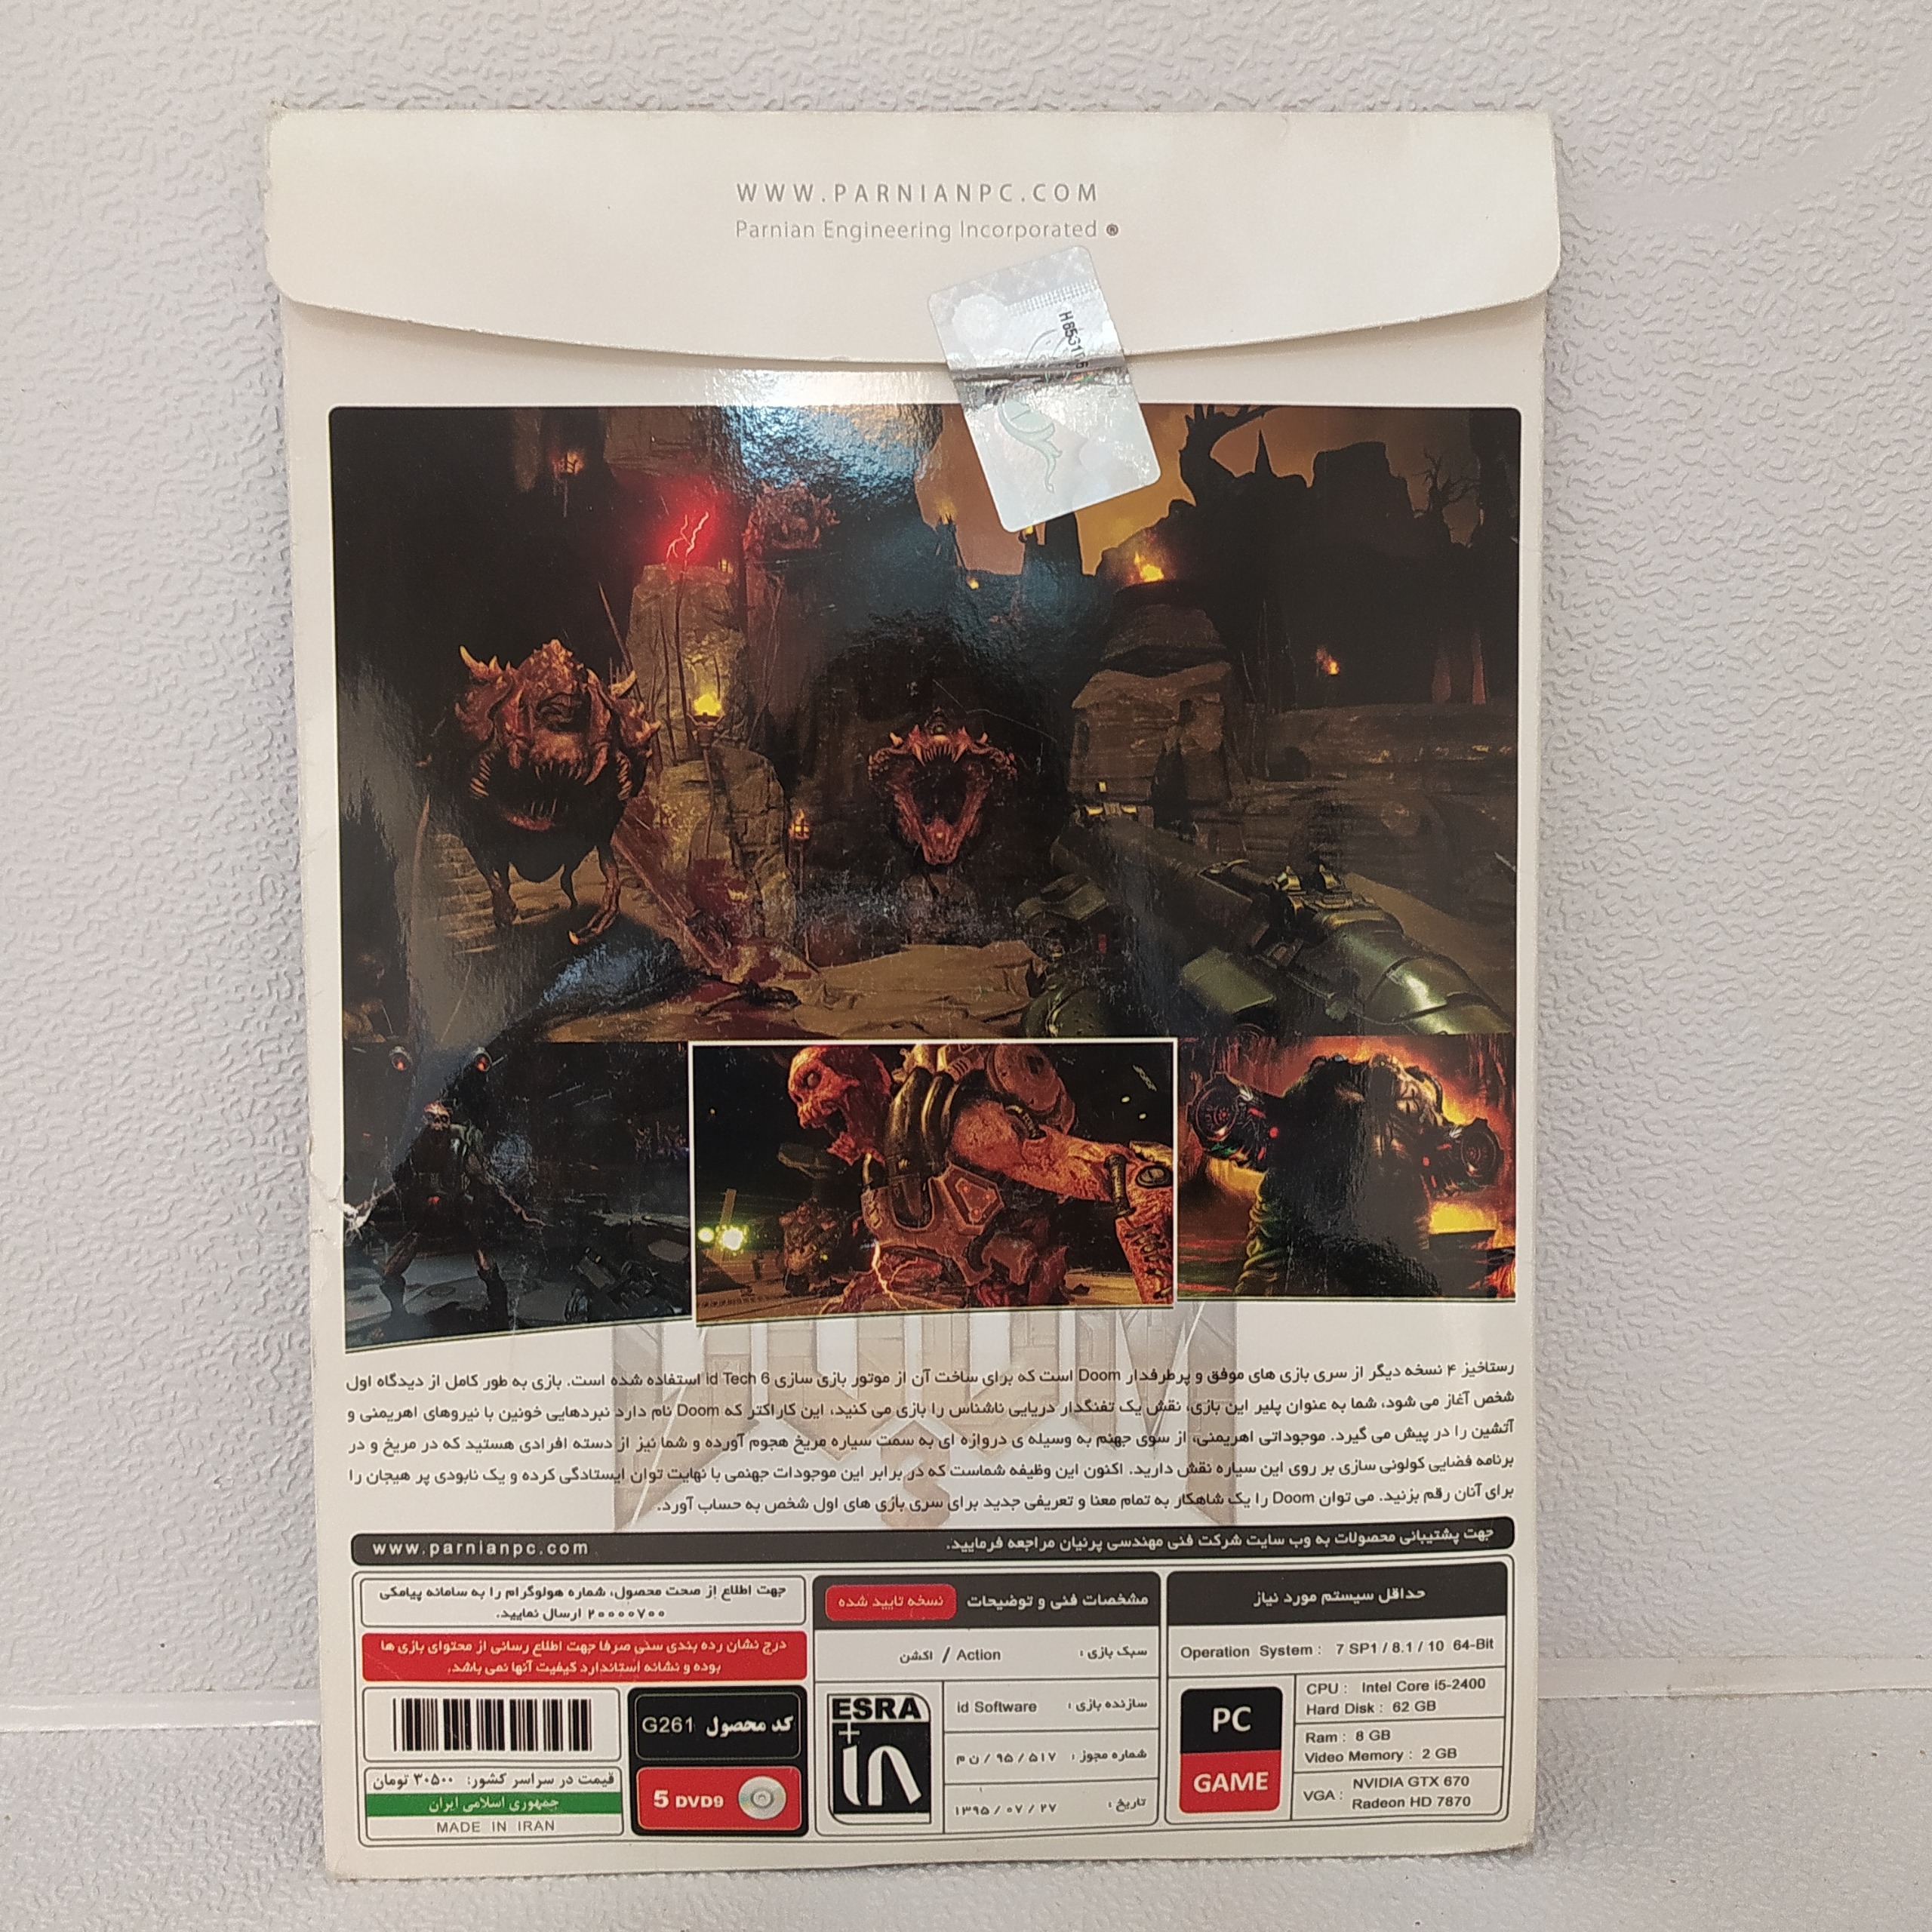 WWW.PARNIANPC.COM
Parnian Engineering Incorporated ®
رستاخیز ۴ نسخه دیگر از سری بازی های موفق و پرطرفدار Doom است که برای ساخت آن از موتور بازی سازی id Tech 6 استفاده شده است. بازی به طور کامل از دیدگاه اول
شخص آغاز می شود، شما به عنوان پلیر این بازی، نقش یک تفنگدار دریایی ناشناس را بازی می کنید، این کاراکتر که Doom نام دارد نبردهایی خونین با نیروهای اهریمنی و
آتشین را در پیش می گیرد. موجوداتی اهریمنی، از سوی جهنم به وسیله ی دروازه ای به سمت سیاره مریخ هجوم آورده و شما نیز از دسته افرادی هستید که در مریخ و در
برنامه فضایی کولونی سازی بر روی این سیاره نقش دارید. اکنون این وظیفه شماست که در برابر این موجودات جهنمی با نهایت توان ایستادگی کرده و یک نابودی پر هیجان را
برای آنان رقم بزنید. می توان Doom را یک شاهکار به تمام معنا و تعریفی جدید برای سری بازی های اول شخص به حساب آورد.
جهت پشتیبانی محصولات به وب سایت شرکت فنی مهندسی پرنیان مراجعه فرمایید.
www.parnianpc.com
حداقل سیستم مورد نیاز
Operation System : 7 SP1 / 8.1 / 10 64-Bit
PC
GAME
CPU : Intel Core i5-2400
Hard Disk : 62 GB
Ram : 8 GB
Video Memory : 2 GB
VGA :
NVIDIA GTX 670
Radeon HD 7870
مشخصات فنی و توضیحات
نسخه تایید شده
سبک بازی : Action / اکشن
سازنده بازی : id Software
شماره مجوز : ۹۵ / ۵۱۷ / ن م
تاریخ : ۱۳۹۵ / ۰۷ / ۲۷
ESRA
+۱۸
جهت اطلاع از صحت محصول، شماره هولوگرام را به سامانه پیامکی
۲۰۰۰۰۷۰۰ ارسال نمایید.
درج نشان رده بندی سنی صرفا جهت اطلاع رسانی از محتوای بازی ها
بوده و نشانه استاندارد کیفیت آنها نمی باشد.
کد محصول G261
5 DVD9
قیمت در سراسر کشور: ۳۰۵۰۰ تومان
جمهوری اسلامی ایران
MADE IN IRAN